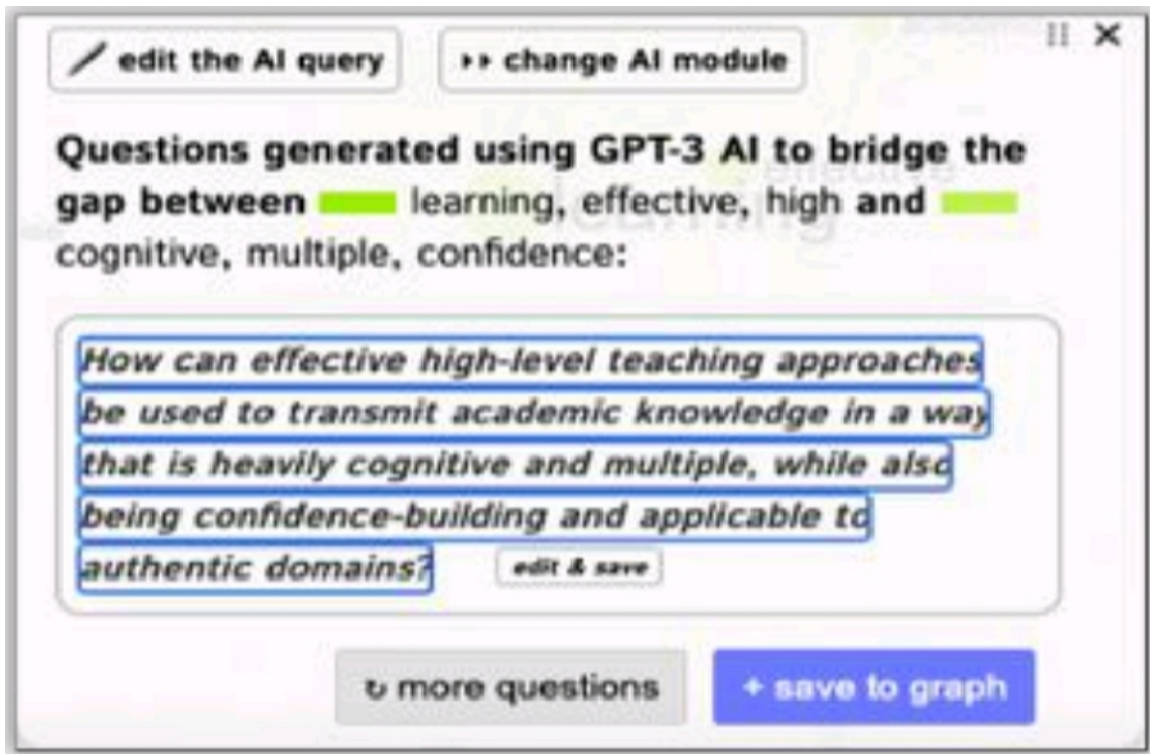 edit the AI query
change AI module
Questions generated using GPT-3 AI to bridge the
gap between learning, effective, high and
cognitive, multiple, confidence:
How can effective high-level teaching approaches
be used to transmit academic knowledge in a way
that is heavily cognitive and multiple, while also
being confidence-building and applicable to
authentic domains?
edit & save
↻ more questions
+ save to graph